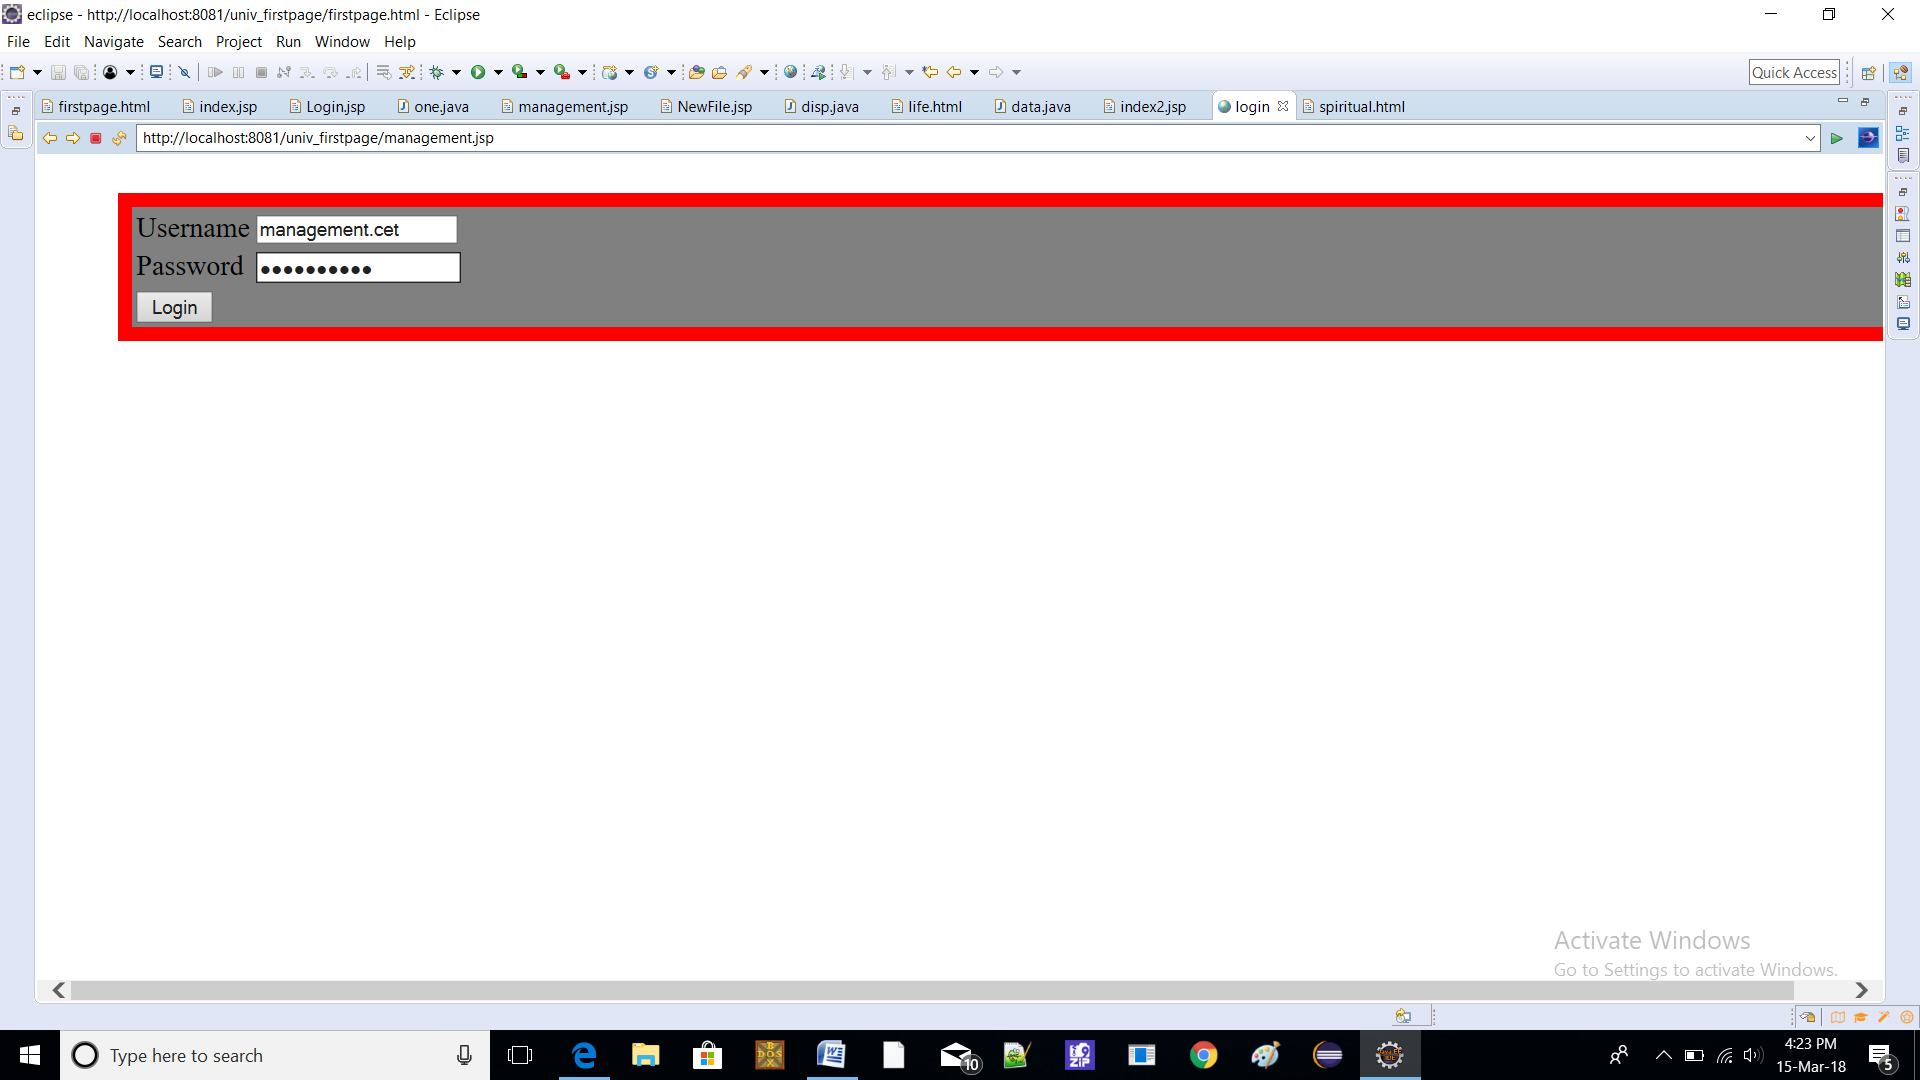 eclipse - http://localhost:8081/univ_firstpage/firstpage.html - Eclipse
File Edit Navigate Search Project Run Window Help
Quick Access
firstpage.html index.jsp Login.jsp one.java management.jsp NewFile.jsp disp.java life.html data.java index2.jsp login spiritual.html
http://localhost:8081/univ_firstpage/management.jsp
Username management.cet
Password ●●●●●●●●●●
Login
Activate Windows
Go to Settings to activate Windows.
Type here to search
10
4:23 PM
15-Mar-18
5